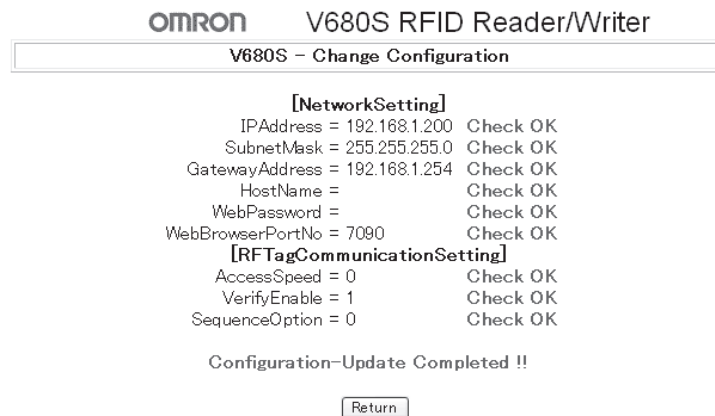 OMRON V680S RFID Reader/Writer
V680S - Change Configuration
[NetworkSetting]
IPAddress = 192.168.1.200 Check OK
SubnetMask = 255.255.255.0 Check OK
GatewayAddress = 192.168.1.254 Check OK
HostName = Check OK
WebPassword = Check OK
WebBrowserPortNo = 7090 Check OK
[RFTagCommunicationSetting]
AccessSpeed = 0 Check OK
VerifyEnable = 1 Check OK
SequenceOption = 0 Check OK
Configuration-Update Completed !!
Return